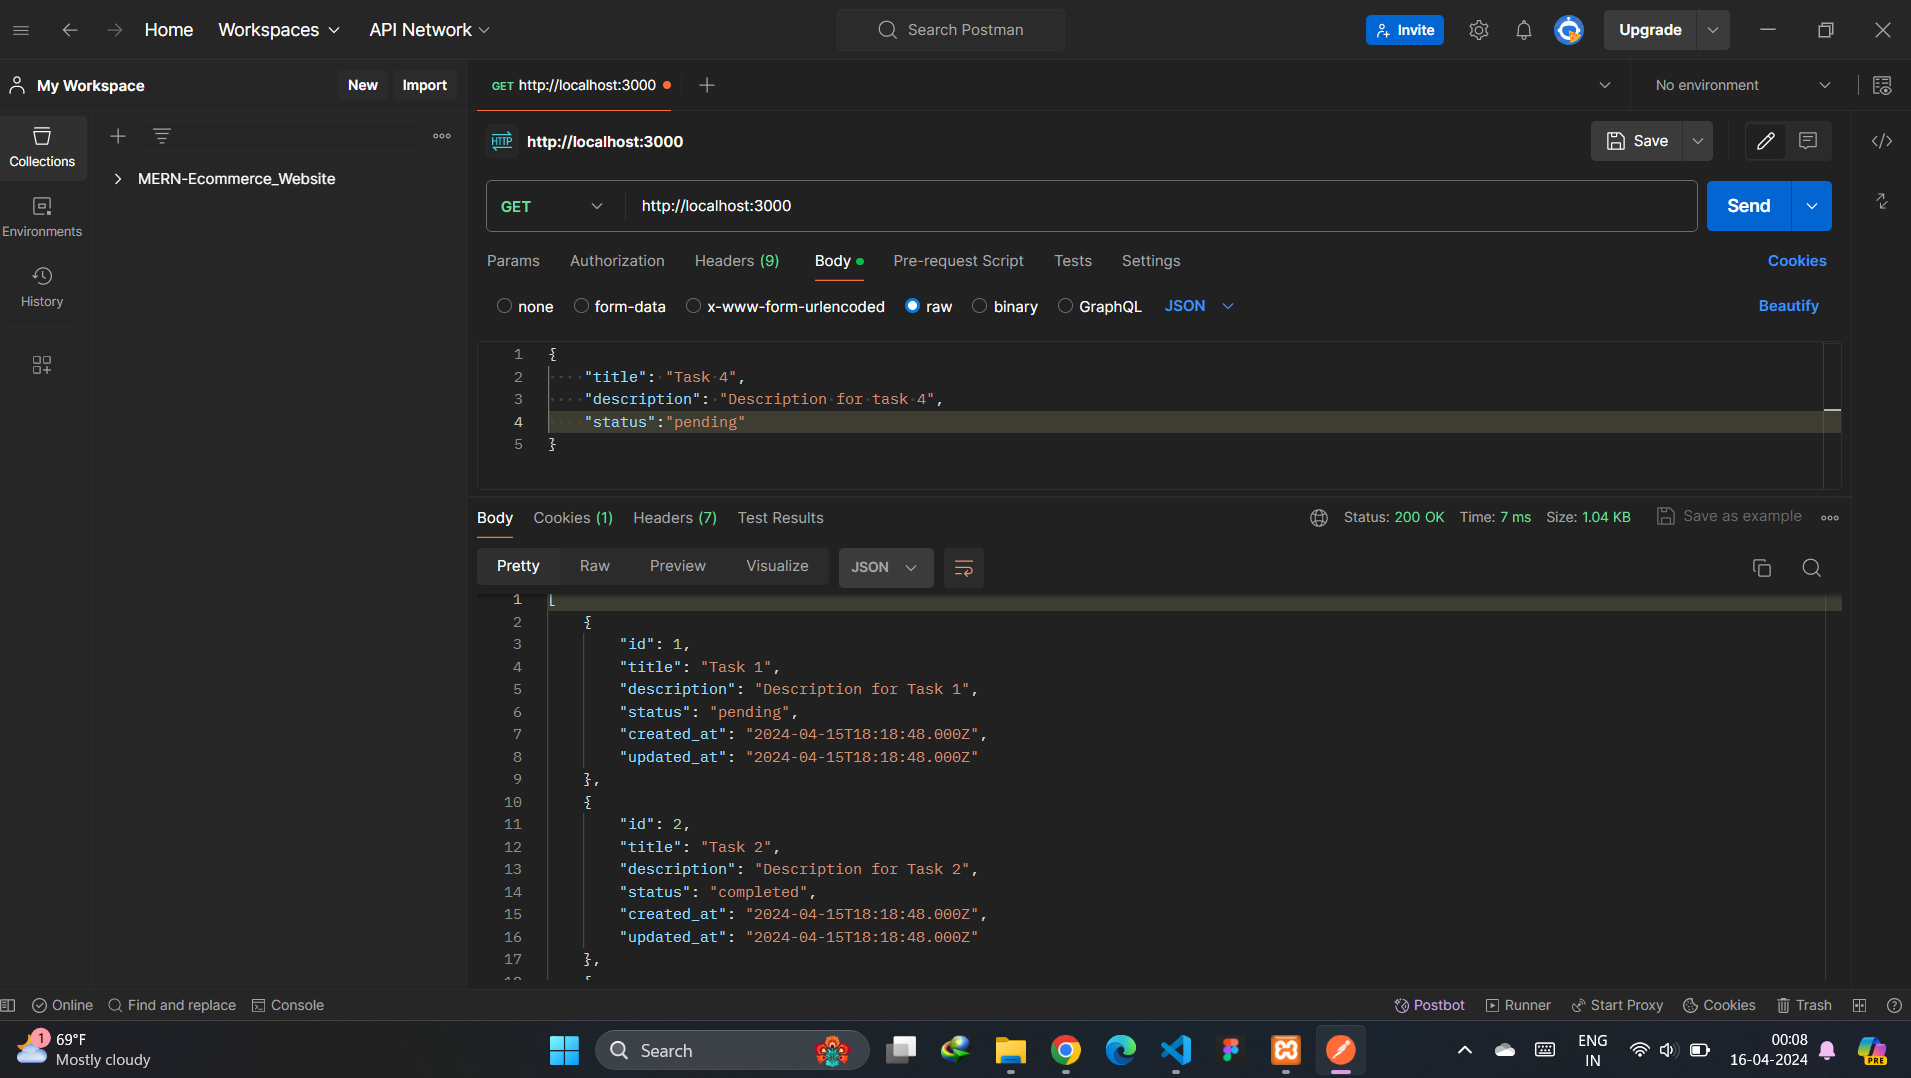 Home Workspaces API Network Search Postman Invite Upgrade
My Workspace New Import GET http://localhost:3000 No environment
Collections
Environments
History
MERN-Ecommerce_Website
HTTP http://localhost:3000 Save
GET http://localhost:3000 Send
Params Authorization Headers (9) Body Pre-request Script Tests Settings Cookies
none form-data x-www-form-urlencoded raw binary GraphQL JSON Beautify
1 {
2 "title": "Task 4",
3 "description": "Description for task 4",
4 "status":"pending"
5 }
Body Cookies (1) Headers (7) Test Results Status: 200 OK Time: 7 ms Size: 1.04 KB Save as example
Pretty Raw Preview Visualize JSON
1 [
2 {
3 "id": 1,
4 "title": "Task 1",
5 "description": "Description for Task 1",
6 "status": "pending",
7 "created_at": "2024-04-15T18:18:48.000Z",
8 "updated_at": "2024-04-15T18:18:48.000Z"
9 },
10 {
11 "id": 2,
12 "title": "Task 2",
13 "description": "Description for Task 2",
14 "status": "completed",
15 "created_at": "2024-04-15T18:18:48.000Z",
16 "updated_at": "2024-04-15T18:18:48.000Z"
17 },
18 {
Online Find and replace Console Postbot Runner Start Proxy Cookies Trash
1 69°F
Mostly cloudy
Search
ENG
IN
00:08
16-04-2024
PRE